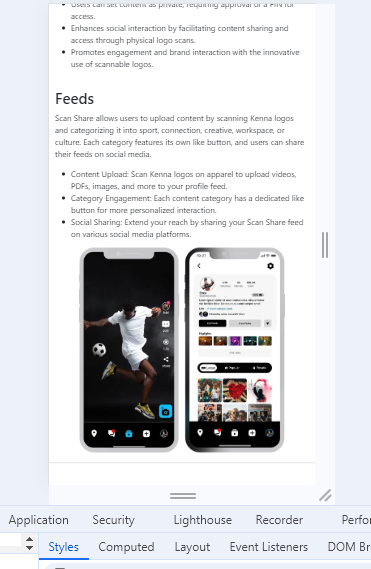 Users can set content as private, requiring approval or a PIN for
access.
Enhances social interaction by facilitating content sharing and
access through physical logo scans.
Promotes engagement and brand interaction with the innovative
use of scannable logos.
Feeds
Scan Share allows users to upload content by scanning Kenna logos
and categorizing it into sport, connection, creative, workspace, or
culture. Each category features its own like button, and users can share
their feeds on social media.
Content Upload: Scan Kenna logos on apparel to upload videos,
PDFs, images, and more to your profile feed.
Category Engagement: Each content category has a dedicated like
button for more personalized interaction.
Social Sharing: Extend your reach by sharing your Scan Share feed
on various social media platforms.
10:27
Application Security Lighthouse Recorder Perfo
Styles Computed Layout Event Listeners DOM Br